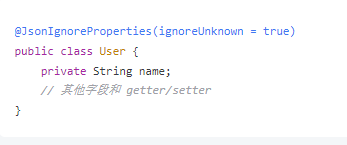 @JsonIgnoreProperties(ignoreUnknown = true)
public class User {
    private String name;
    // 其他字段和 getter/setter
}